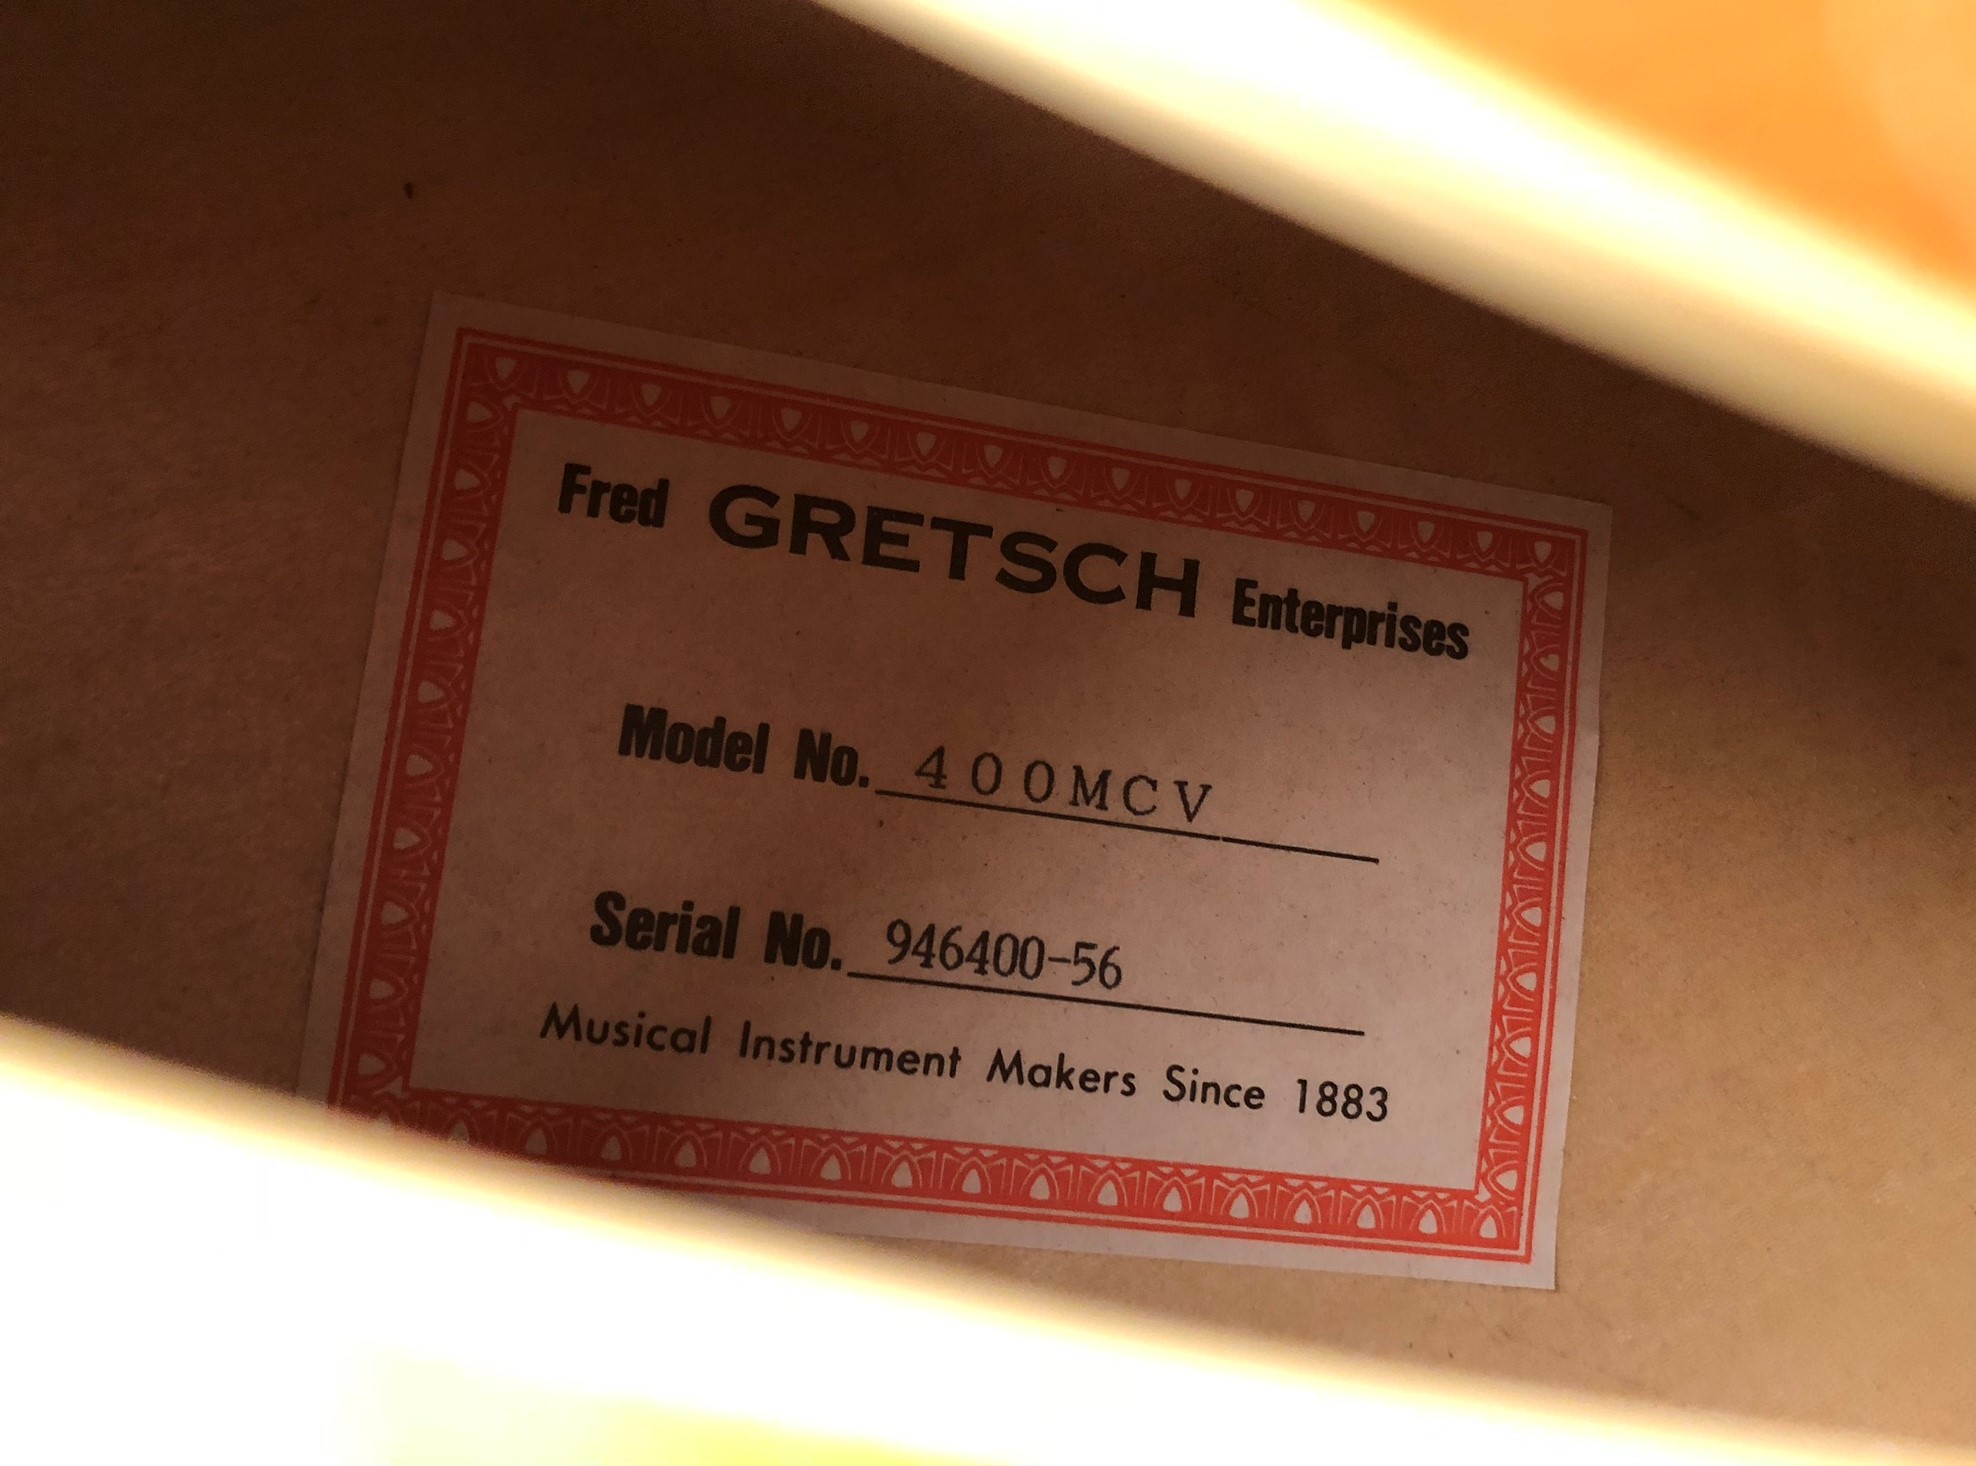 Fred GRETSCH Enterprises
Model No. 400MCV
Serial No. 946400-56
Musical Instrument Makers Since 1883